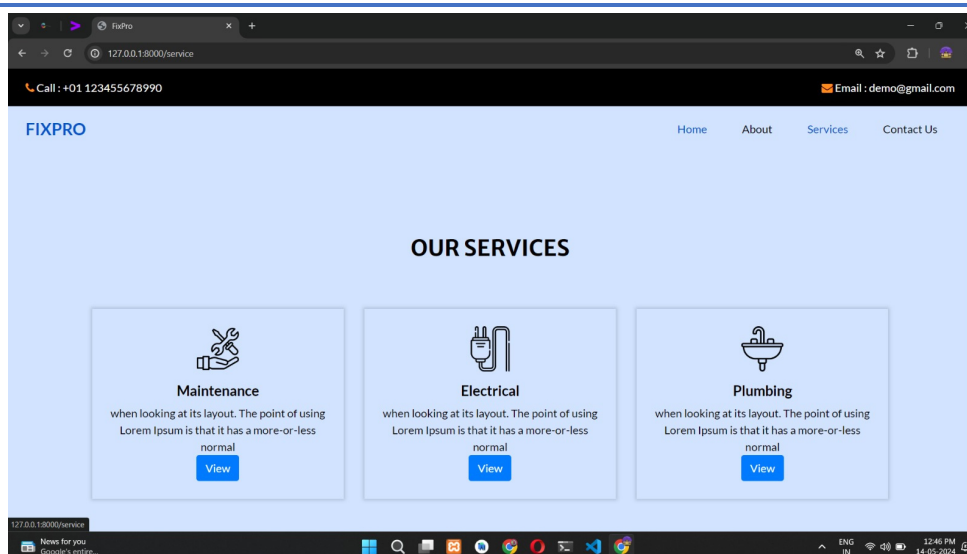 FixPro
127.0.0.1:8000/service
Call : +01 123455678990
Email : demo@gmail.com
FIXPRO
Home About Services Contact Us
OUR SERVICES
Maintenance
when looking at its layout. The point of using
Lorem Ipsum is that it has a more-or-less
normal
View
Electrical
when looking at its layout. The point of using
Lorem Ipsum is that it has a more-or-less
normal
View
Plumbing
when looking at its layout. The point of using
Lorem Ipsum is that it has a more-or-less
normal
View
127.0.0.1:8000/service
News for you
Google's entire...
ENG
IN
12:46 PM
14-05-2024